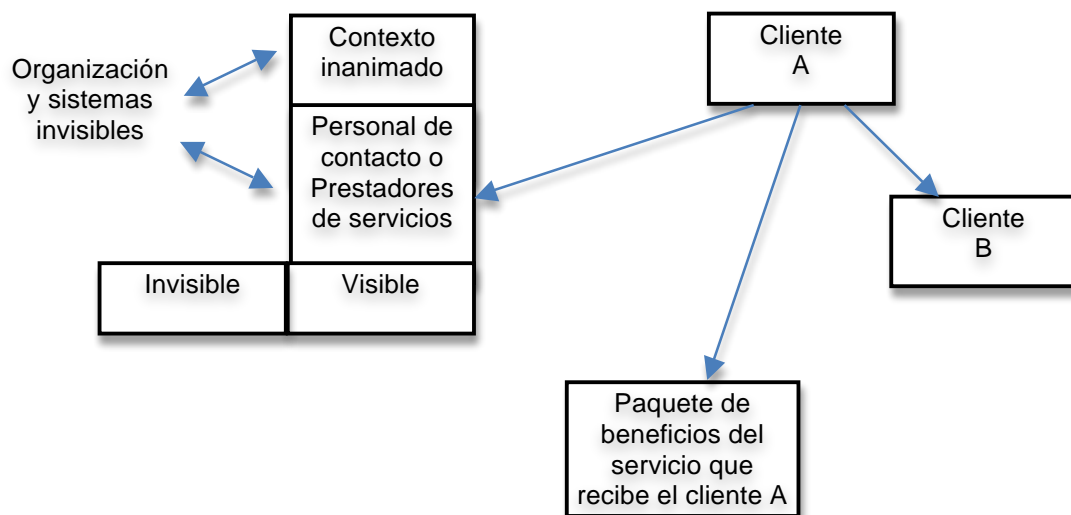 Organización
y sistemas
invisibles
Contexto
inanimado
Personal de
contacto o
Prestadores
de servicios
Invisible
Visible
Cliente
A
Cliente
B
Paquete de
beneficios del
servicio que
recibe el cliente A